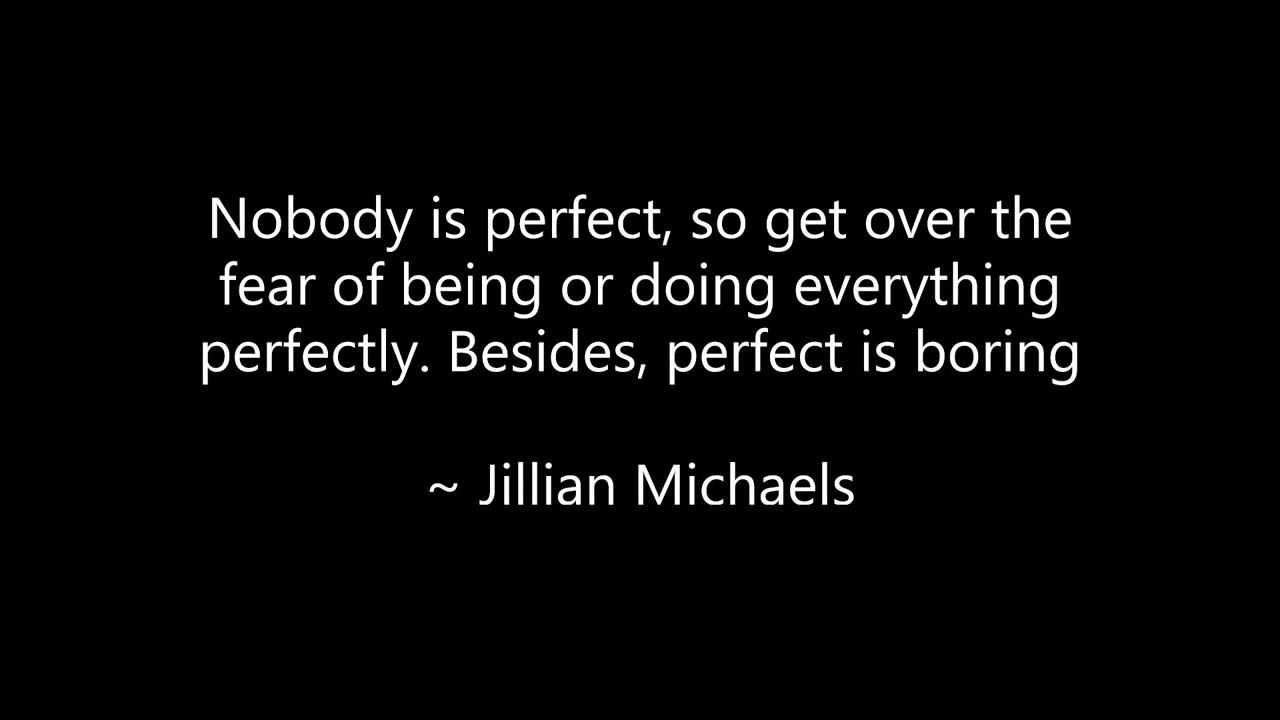 Nobody is perfect, so get over the
fear of being or doing everything
perfectly. Besides, perfect is boring
~ Jillian Michaels